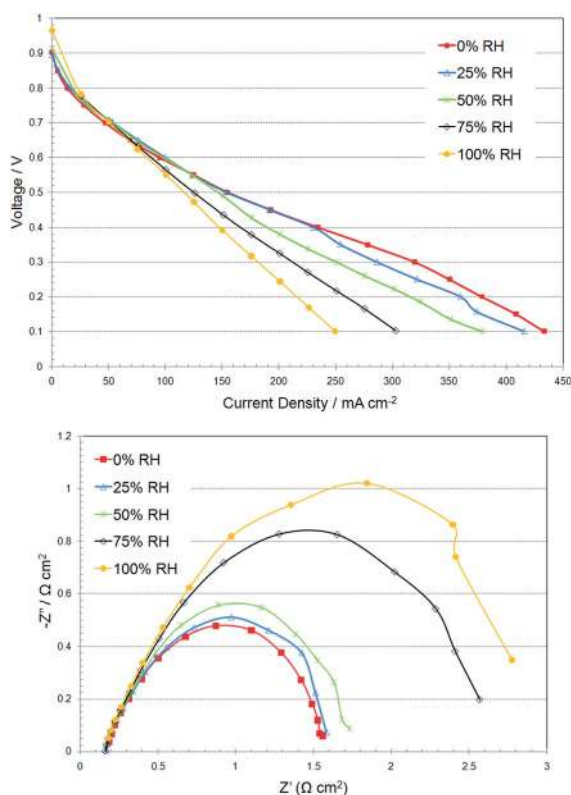 1
0.9
0.8
0.7
0.6
0.5
0.4
0.3
0.2
0.1
0
Voltage / V
0% RH
25% RH
50% RH
75% RH
100% RH
0 50 100 150 200 250 300 350 400 450
Current Density / mA cm⁻²
1.2
1
0.8
0.6
0.4
0.2
0
-Z" / Ω cm²
0% RH
25% RH
50% RH
75% RH
100% RH
0 0.5 1 1.5 2 2.5 3
Z' (Ω cm²)